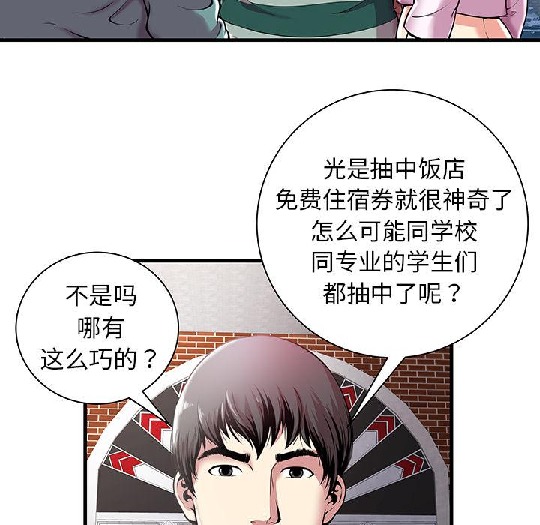 光是抽中饭店
免费住宿券就很神奇了
怎么可能同学校
同专业的学生们
都抽中了呢？
不是吗
哪有
这么巧的？